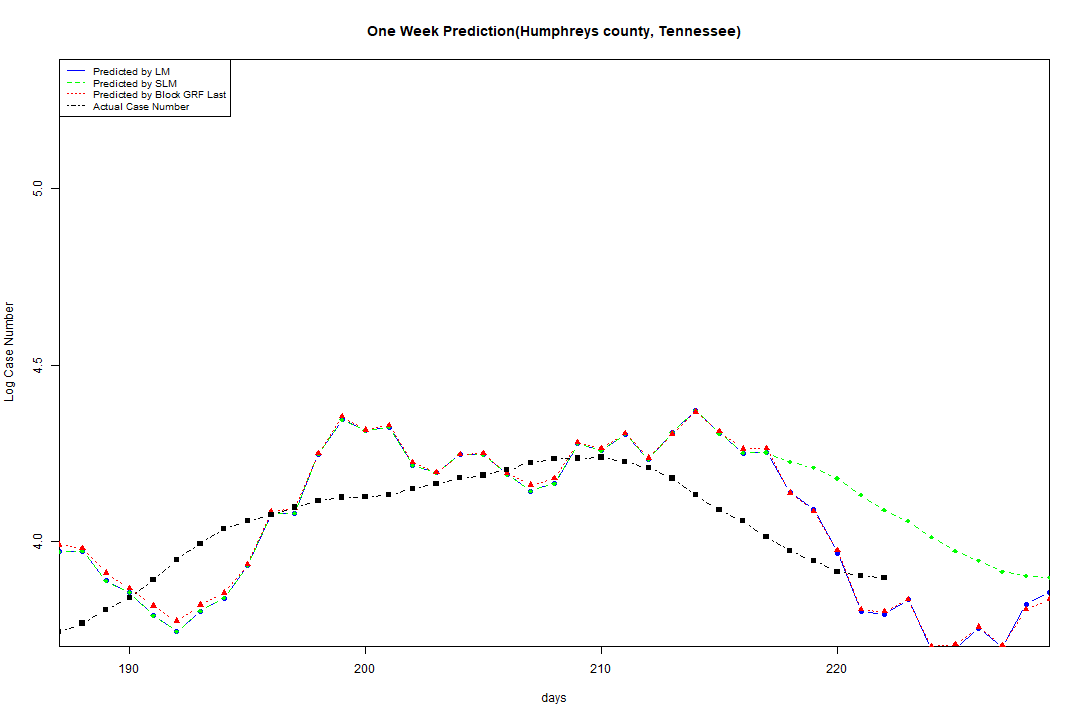 One Week Prediction(Humphreys county, Tennessee)
Predicted by LM
Predicted by SLM
Predicted by Block GRF Last
Actual Case Number
Log Case Number
5.0
4.5
4.0
190 200 210 220
days